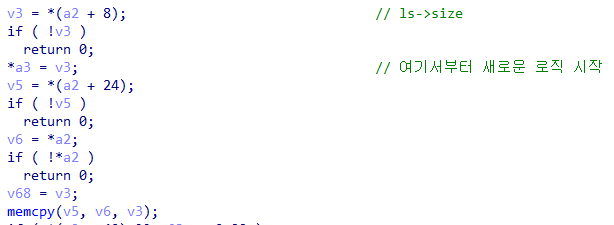 v3 = *(a2 + 8); // ls->size
if ( !v3 )
return 0;
*a3 = v3; // 여기서부터 새로운 로직 시작
v5 = *(a2 + 24);
if ( !v5 )
return 0;
v6 = *a2;
if ( !*a2 )
return 0;
v68 = v3;
memcpy(v5, v6, v3);